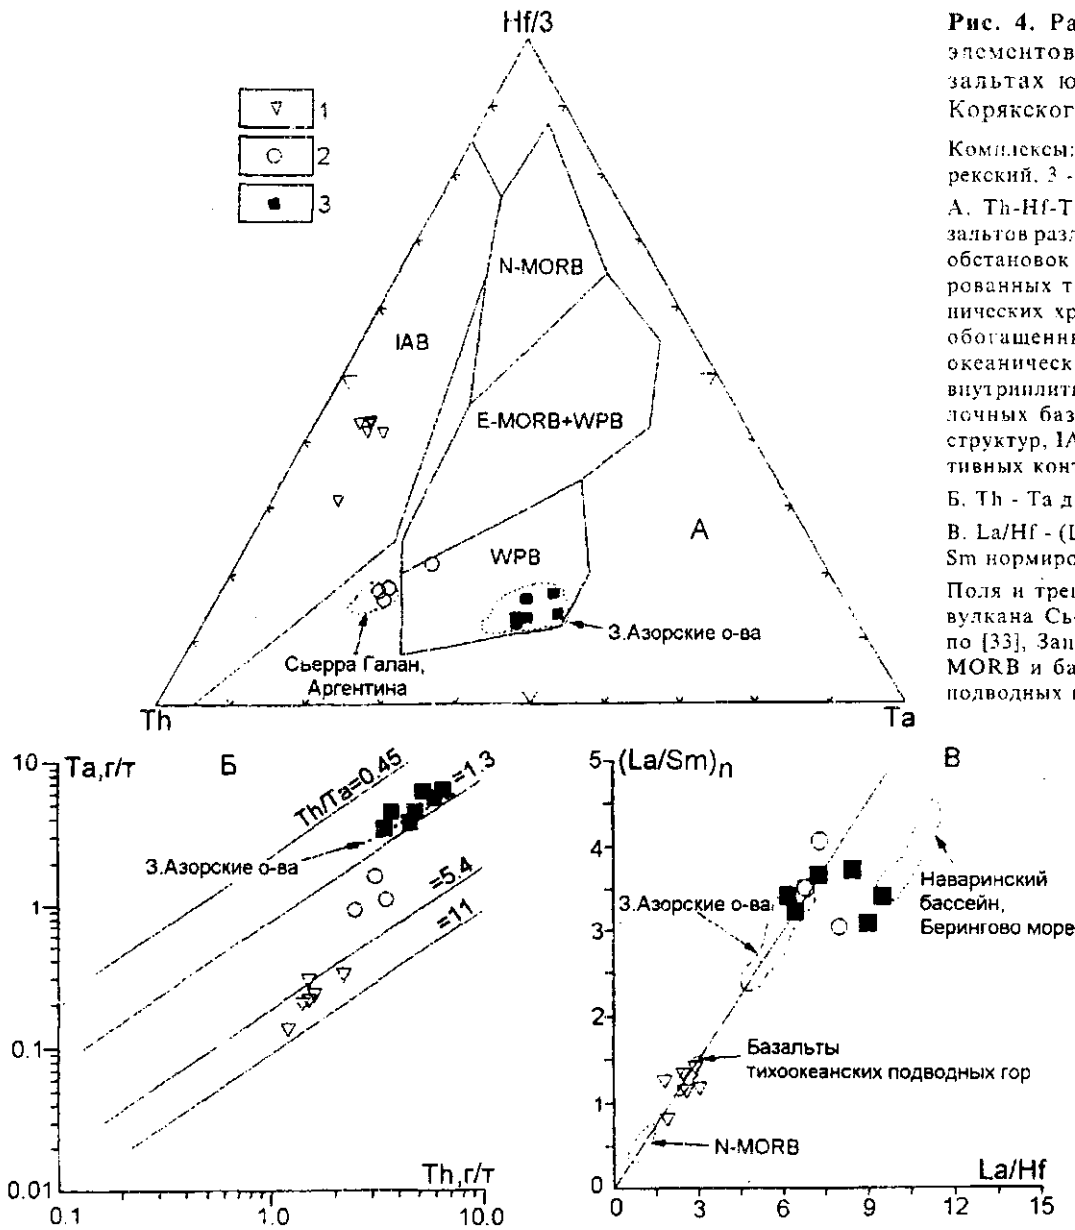 Hf/3
1
2
3
N-MORB
IAB
E-MORB+WPB
WPB
А
З.Азорские о-ва
Сьерра Галан,
Аргентина
Th
Ta
Рис. 4. Ра
элементов
зальтах ю
Корякского
Комплексы:
рекский, 3 -
А. Th-Hf-T
зальтов разл
обстановок
рованных т
нических хр
обогащенн
океаническ
внутриплит
лочных баз
структур, IA
тивных конт
Б. Th - Ta д
В. La/Hf - (L
Sm нормиро
Поля и трен
вулкана Сь
по [33], Зап
MORB и ба
подводных
10
Ta,г/т
Б
Th/Ta=0.45
=1.3
З.Азорские о-ва
=5.4
=11
1
0.1
0.01
0.1
1.0
10.0
Th,г/т
5
(La/Sm)n
В
4
3
2
1
0
З.Азорские о-ва
Наваринский
бассейн,
Берингово море
Базальты
тихоокеанских подводных гор
N-MORB
La/Hf
0
3
6
9
12
15